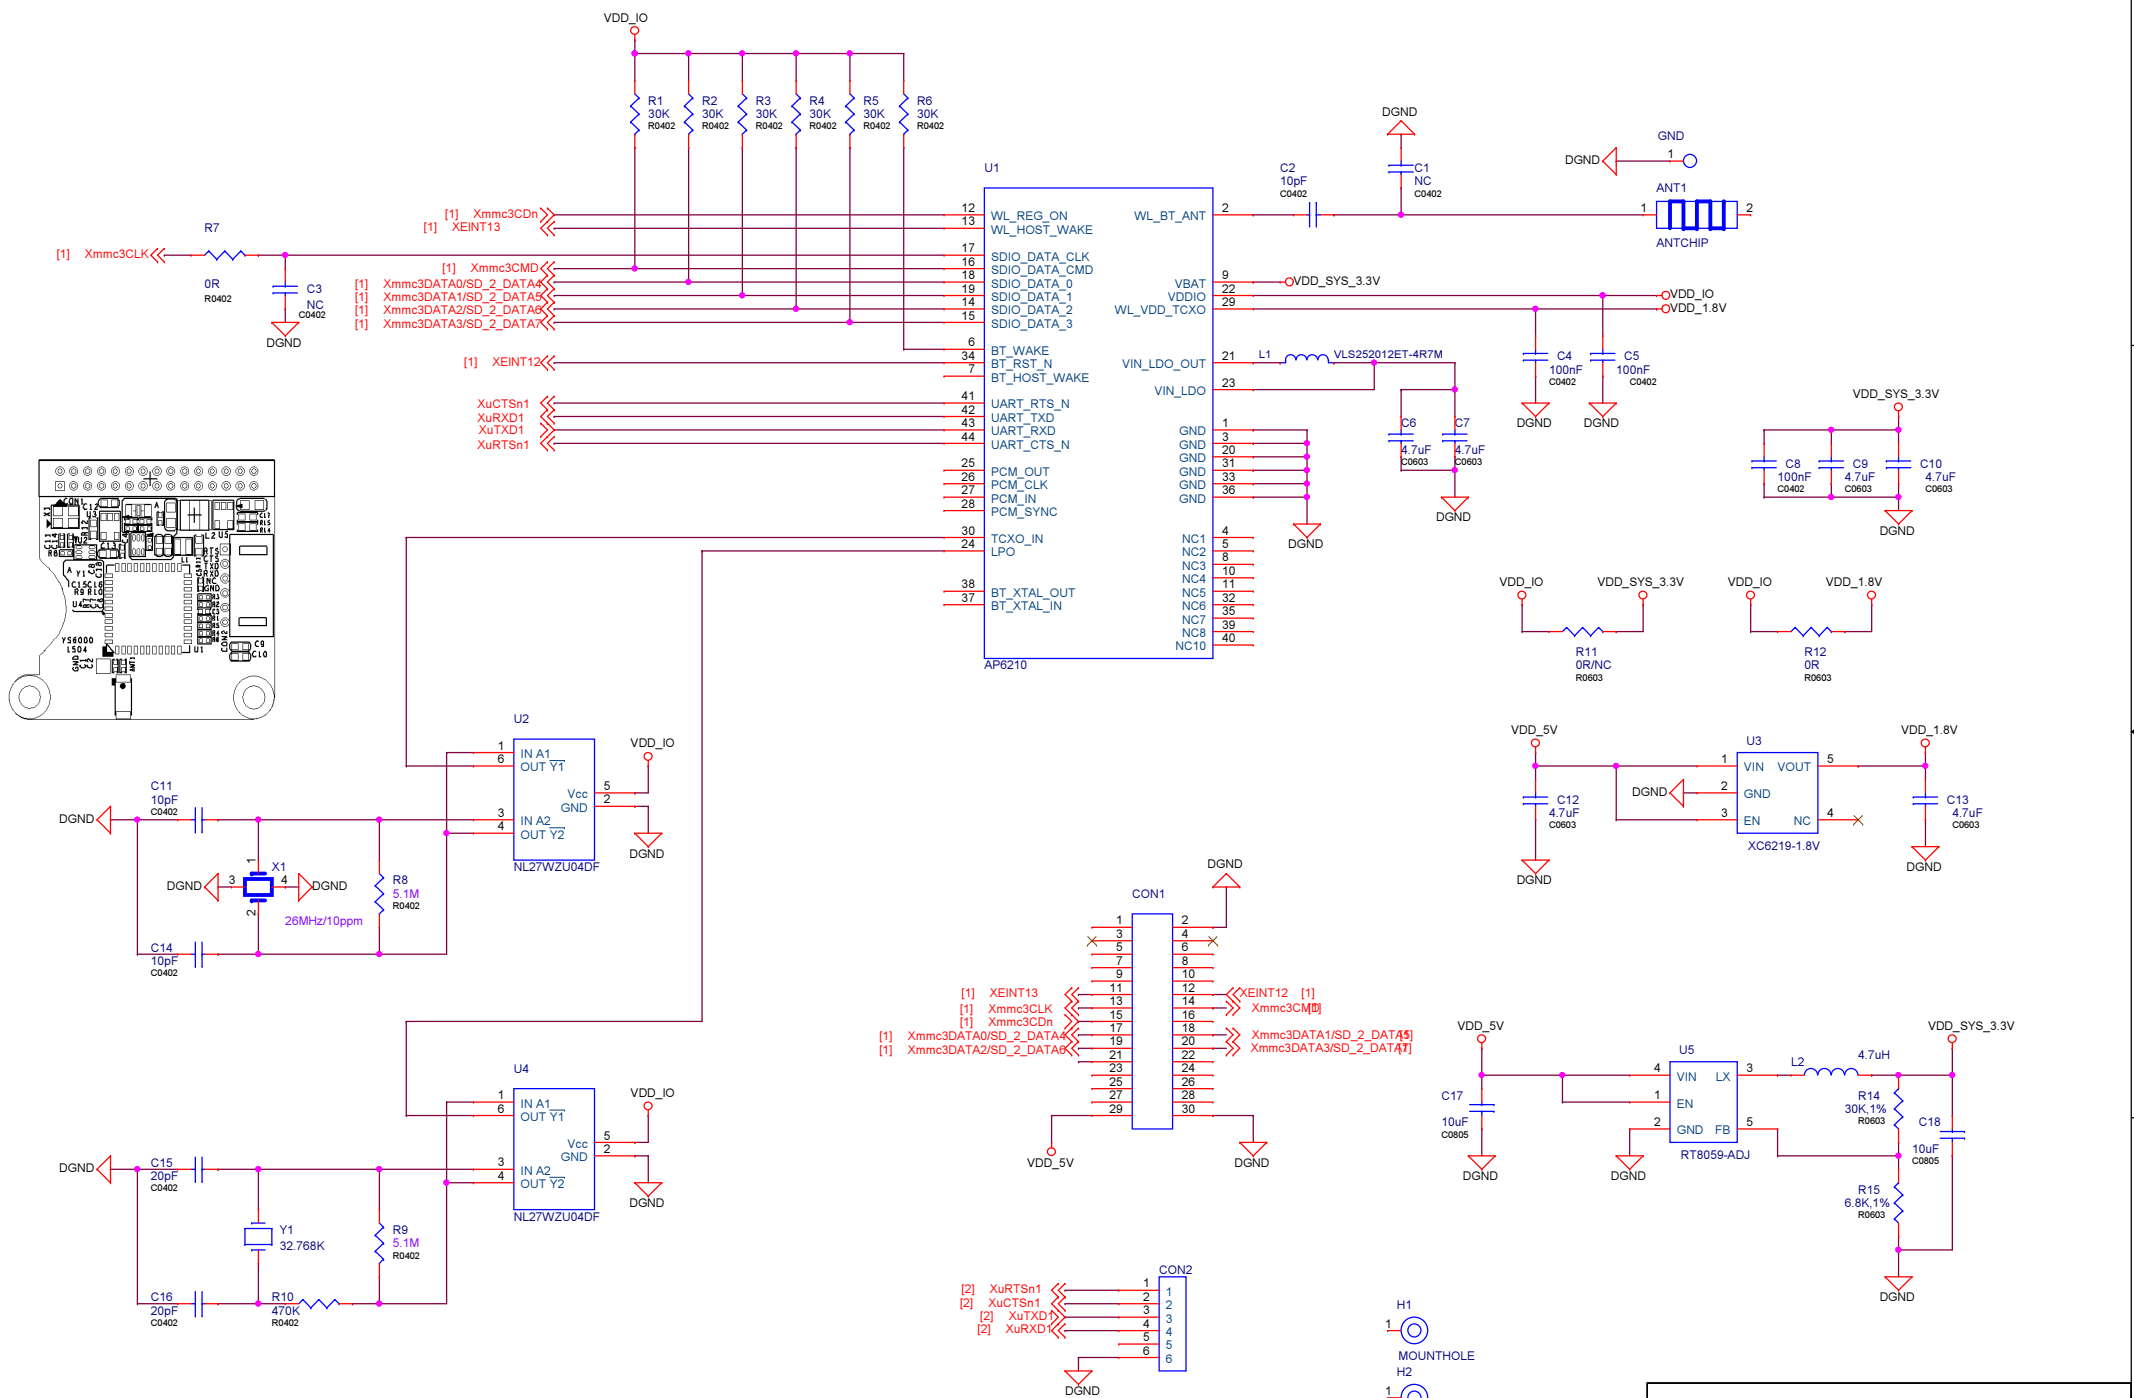 VDD_IO
R1
30K
R0402
R2
30K
R0402
R3
30K
R0402
R4
30K
R0402
R5
30K
R0402
R6
30K
R0402
[1] Xmmc3CDn
[1] XEINT13
R7
[1] Xmmc3CLK
0R
R0402
C3
NC
C0402
DGND
[1] Xmmc3CMD
[1] Xmmc3DATA0/SD_2_DATA4
[1] Xmmc3DATA1/SD_2_DATA5
[1] Xmmc3DATA2/SD_2_DATA6
[1] Xmmc3DATA3/SD_2_DATA7
[1] XEINT12
XuCTSn1
XuRXD1
XuTXD1
XuRTSn1
U1
12 WL_REG_ON
13 WL_HOST_WAKE
17 SDIO_DATA_CLK
16 SDIO_DATA_CMD
18 SDIO_DATA_0
19 SDIO_DATA_1
14 SDIO_DATA_2
15 SDIO_DATA_3
6 BT_WAKE
34 BT_RST_N
7 BT_HOST_WAKE
41 UART_RTS_N
42 UART_TXD
43 UART_RXD
44 UART_CTS_N
25 PCM_OUT
26 PCM_CLK
27 PCM_IN
28 PCM_SYNC
30 TCXO_IN
24 LPO
38 BT_XTAL_OUT
37 BT_XTAL_IN
WL_BT_ANT 2
VBAT 9
VDDIO 22
WL_VDD_TCXO 29
VIN_LDO_OUT 21
VIN_LDO 23
GND 1
GND 3
GND 20
GND 31
GND 33
GND 36
NC1 4
NC2 5
NC3 8
NC4 10
NC5 11
NC6 32
NC7 35
NC8 39
NC10 40
AP6210
C2
10pF
C0402
DGND
C1
NC
C0402
GND
DGND 1
ANT1
1 2
ANTCHIP
VDD_SYS_3.3V
VDD_IO
VDD_1.8V
L1 VLS252012ET-4R7M
C4
100nF
C0402
DGND
C5
100nF
C0402
DGND
C6
4.7uF
C0603
C7
4.7uF
C0603
DGND
DGND
VDD_SYS_3.3V
C8
100nF
C0402
C9
4.7uF
C0603
C10
4.7uF
C0603
DGND
VDD_IO VDD_SYS_3.3V
R11
0R/NC
R0603
VDD_IO VDD_1.8V
R12
0R
R0603
VDD_5V
C12
4.7uF
C0603
DGND
U3
1 VIN VOUT 5
DGND 2 GND
3 EN NC 4
XC6219-1.8V
VDD_1.8V
C13
4.7uF
C0603
DGND
YS6000
1504
U2
1 IN A1
6 OUT Y1
Vcc 5
GND 2
3 IN A2
4 OUT Y2
NL27WZU04DF
VDD_IO
DGND
C11
10pF
C0402
DGND
X1
1
DGND 3 4 DGND
2
26MHz/10ppm
R8
5.1M
R0402
C14
10pF
C0402
U4
1 IN A1
6 OUT Y1
Vcc 5
GND 2
3 IN A2
4 OUT Y2
NL27WZU04DF
VDD_IO
DGND
DGND
C15
20pF
C0402
Y1
32.768K
R9
5.1M
R0402
C16
20pF
C0402
R10
470K
R0402
DGND
CON1
1 2
3 4
5 6
7 8
9 10
[1] XEINT13 11 12 XEINT12 [1]
[1] Xmmc3CLK 13 14 Xmmc3CMD [1]
[1] Xmmc3CDn 15 16
[1] Xmmc3DATA0/SD_2_DATA4 17 18 Xmmc3DATA1/SD_2_DATA5 [1]
[1] Xmmc3DATA2/SD_2_DATA6 19 20 Xmmc3DATA3/SD_2_DATA7 [1]
21 22
23 24
25 26
27 28
29 30
VDD_5V
DGND
VDD_5V
C17
10uF
C0805
DGND
U5
4 VIN LX 3
1 EN
2 GND FB 5
RT8059-ADJ
DGND
L2 4.7uH
VDD_SYS_3.3V
R14
30K,1%
R0603
C18
10uF
C0805
R15
6.8K,1%
R0603
DGND
CON2
[2] XuRTSn1 1 1
[2] XuCTSn1 2 2
[2] XuTXD1 3 3
[2] XuRXD1 4 4
5 5
6 6
DGND
H1
1
MOUNTHOLE
H2
1